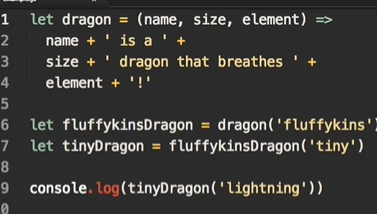 1 let dragon = (name, size, element) =>
2 name + ' is a ' +
3 size + ' dragon that breathes ' +
4 element + '!'
5
6 let fluffykinsDragon = dragon('fluffykins')
7 let tinyDragon = fluffykinsDragon('tiny')
8
9 console.log(tinyDragon('lightning'))
0